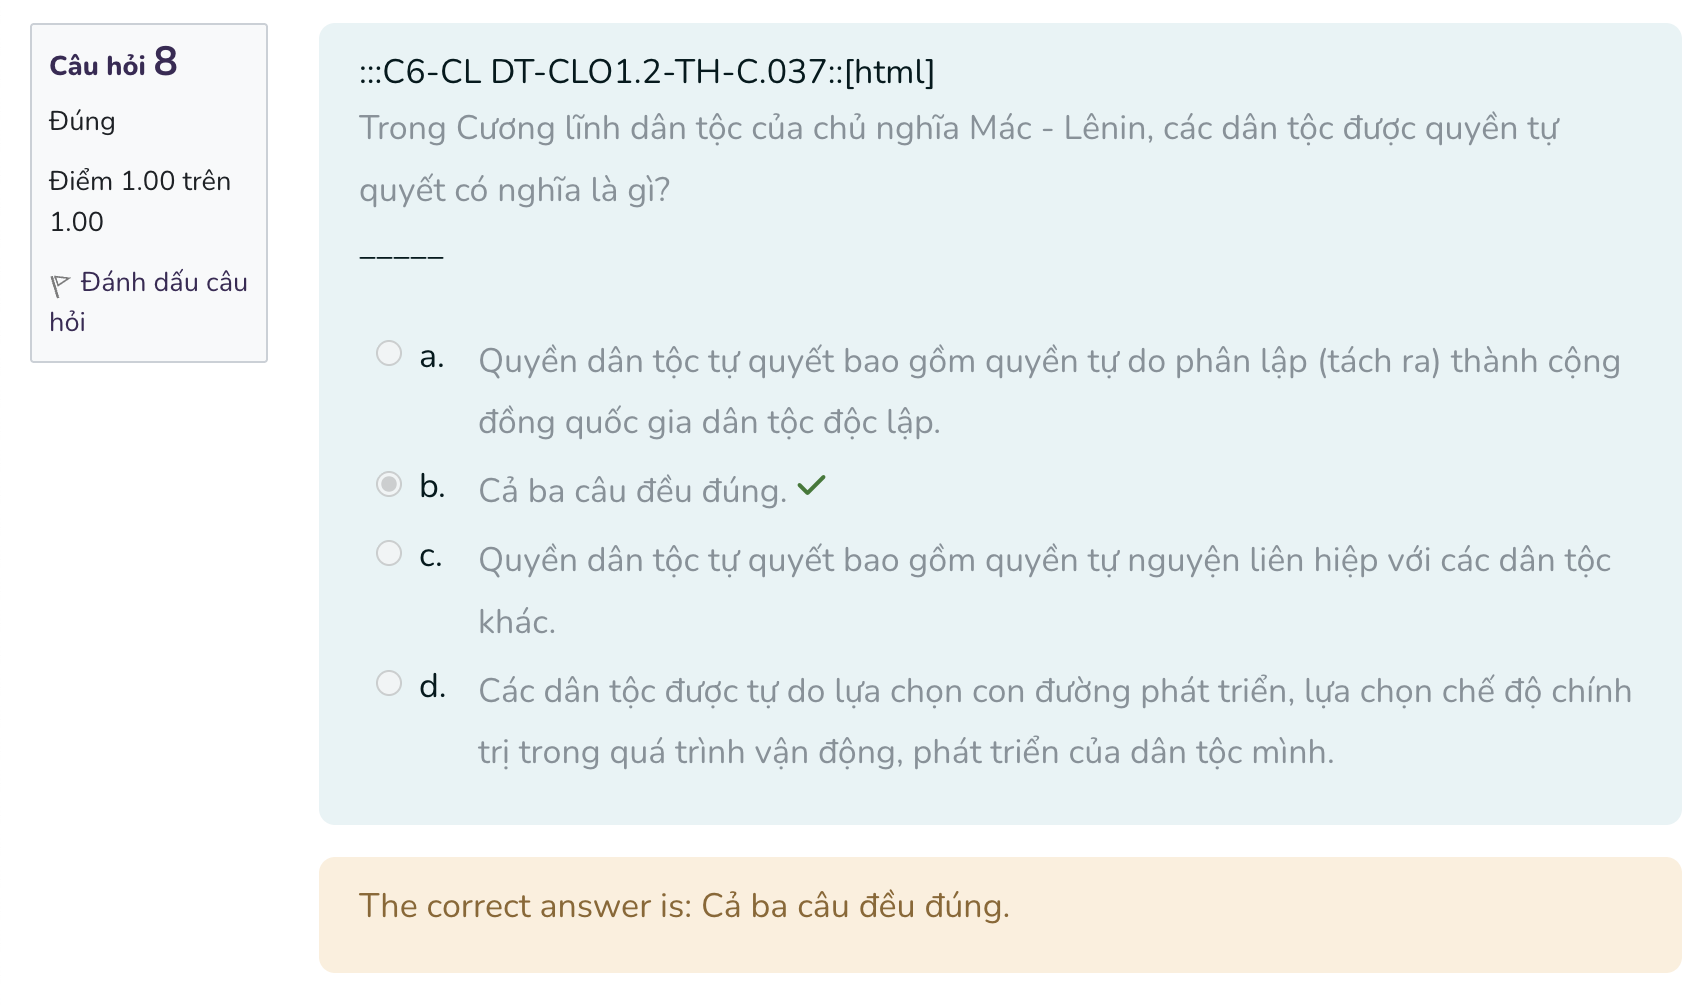 Câu hỏi 8
Đúng
Điểm 1.00 trên
1.00
Đánh dấu câu
hỏi
:::C6-CL DT-CLO1.2-TH-C.037::[html]
Trong Cương lĩnh dân tộc của chủ nghĩa Mác - Lênin, các dân tộc được quyền tự
quyết có nghĩa là gì?
_____
a. Quyền dân tộc tự quyết bao gồm quyền tự do phân lập (tách ra) thành cộng
đồng quốc gia dân tộc độc lập.
b. Cả ba câu đều đúng.
c. Quyền dân tộc tự quyết bao gồm quyền tự nguyện liên hiệp với các dân tộc
khác.
d. Các dân tộc được tự do lựa chọn con đường phát triển, lựa chọn chế độ chính
trị trong quá trình vận động, phát triển của dân tộc mình.
The correct answer is: Cả ba câu đều đúng.